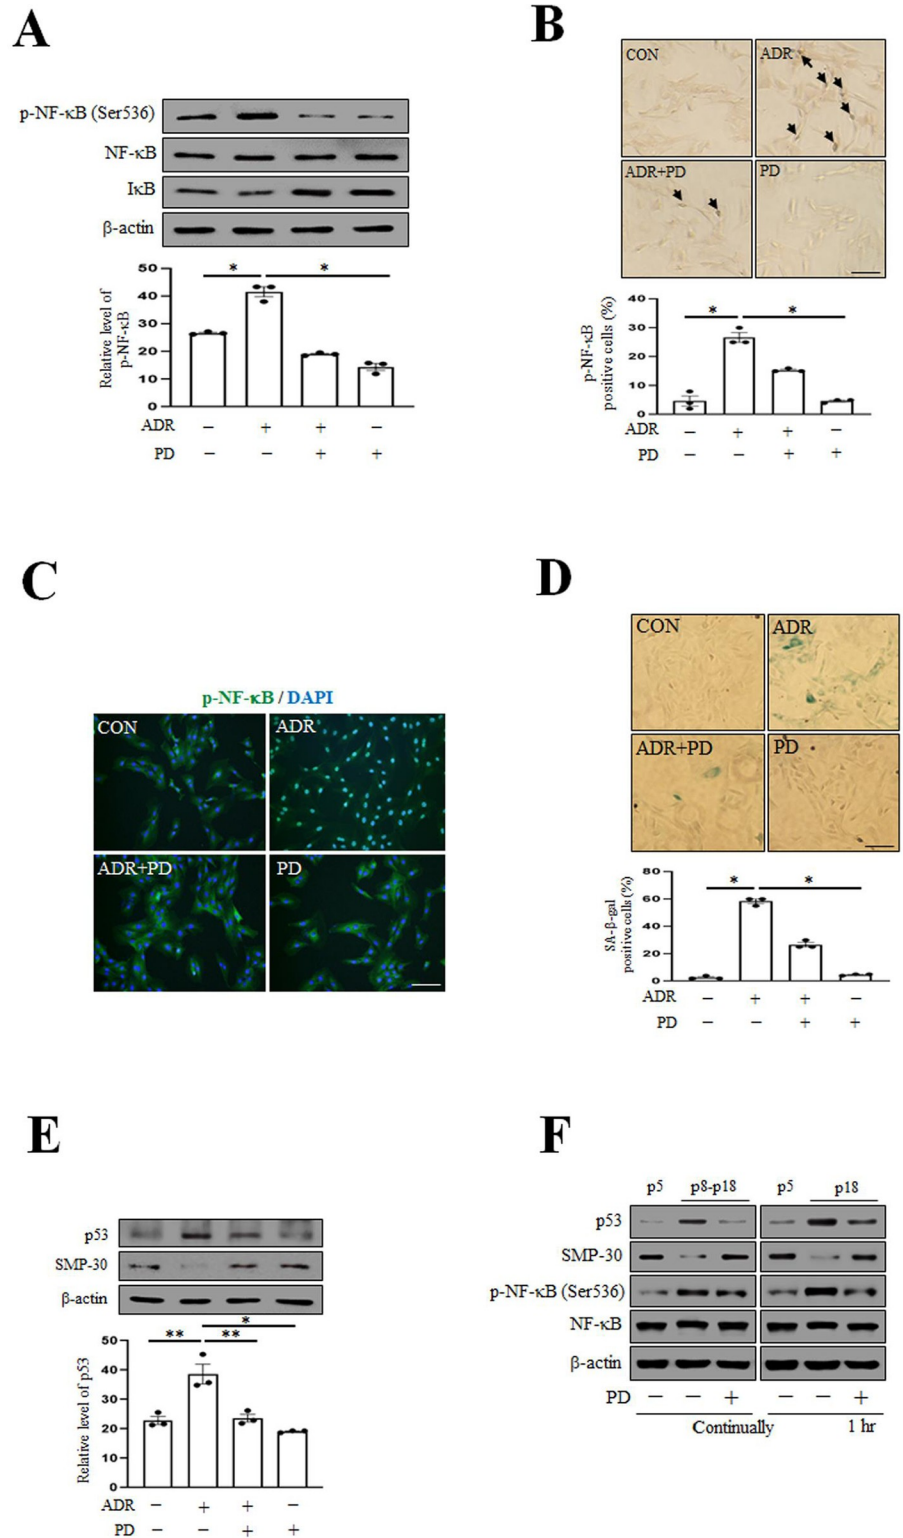 A
p-NF-κB (Ser536)
NF-κB
IκB
β-actin
50
40
30
20
10
0
Relative level of
p-NF-κB
* *
ADR − + + −
PD − − + +
B
CON ADR
ADR+PD PD
40
30
20
10
0
p-NF-κB
positive cells (%)
* *
ADR − + + −
PD − − + +
C
p-NF-κB / DAPI
CON ADR
ADR+PD PD
D
CON ADR
ADR+PD PD
80
60
40
20
0
SA-β-gal
positive cells (%)
* *
ADR − + + −
PD − − + +
E
p53
SMP-30
β-actin
50
40
30
20
10
0
Relative level of p53
*
** **
ADR − + + −
PD − − + +
F
p5 p8-p18 p5 p18
p53
SMP-30
p-NF-κB (Ser536)
NF-κB
β-actin
PD − − + − − +
Continually 1 hr